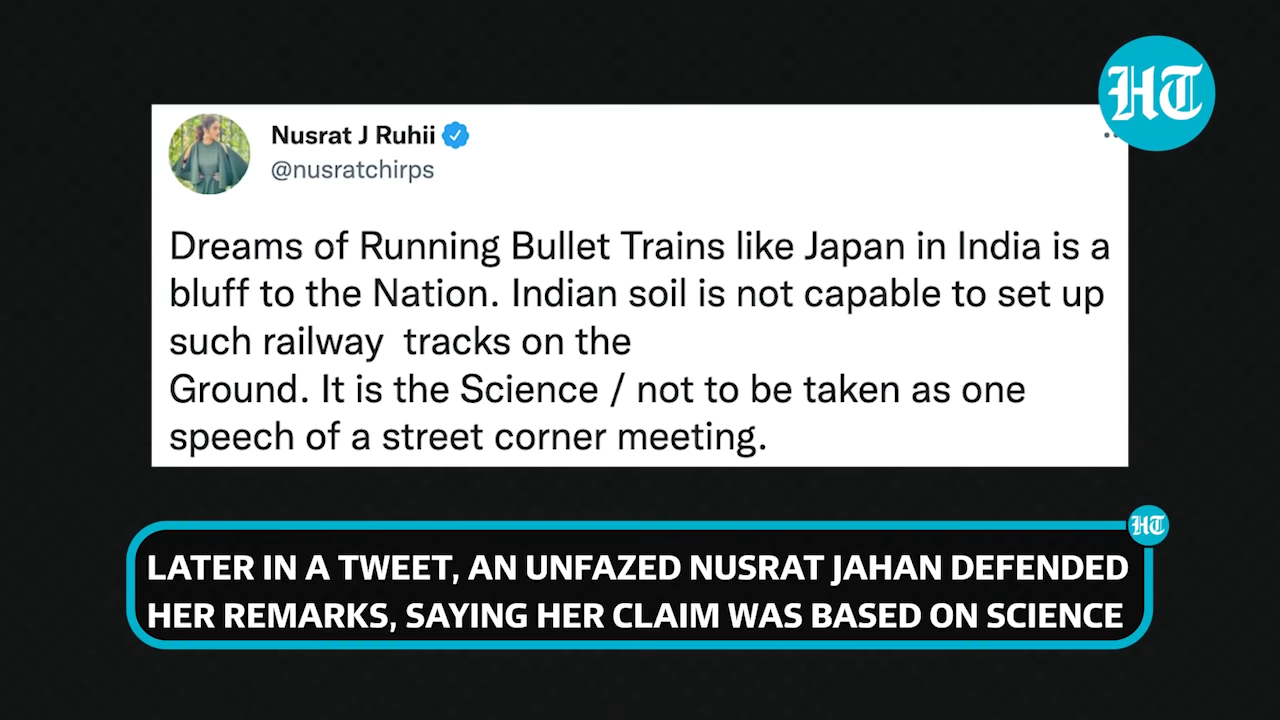 HT
Nusrat J Ruhii
@nusratchirps
Dreams of Running Bullet Trains like Japan in India is a
bluff to the Nation. Indian soil is not capable to set up
such railway  tracks on the
Ground. It is the Science / not to be taken as one
speech of a street corner meeting.
HT
LATER IN A TWEET, AN UNFAZED NUSRAT JAHAN DEFENDED
HER REMARKS, SAYING HER CLAIM WAS BASED ON SCIENCE